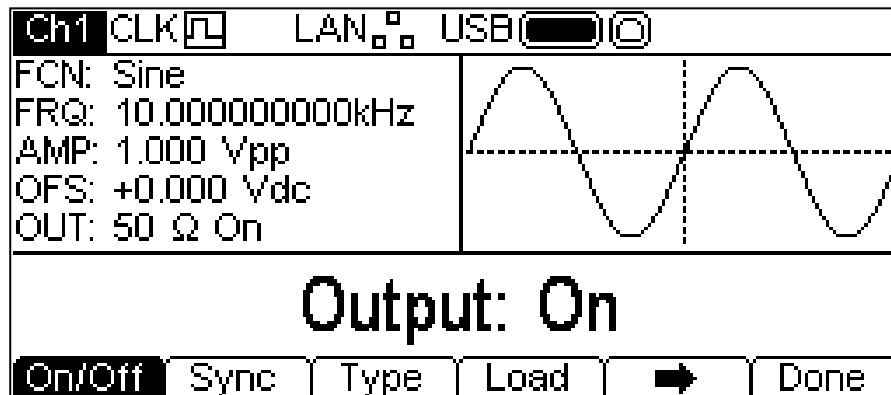 Ch1 CLK LAN USB
FCN: Sine
FRQ: 10.000000000kHz
AMP: 1.000 Vpp
OFS: +0.000 Vdc
OUT: 50 Ω On
Output: On
On/Off Sync Type Load ➡ Done